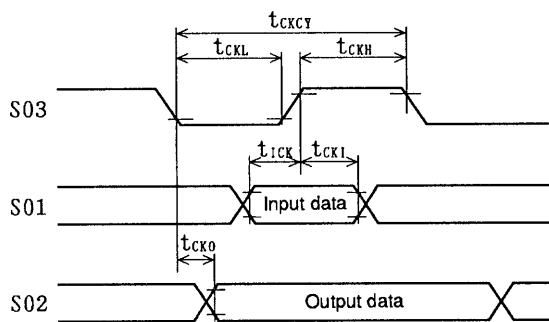 tCKCY
tCKL tCKH
S03
tICK tCKI
S01 Input data
tCKO
S02 Output data